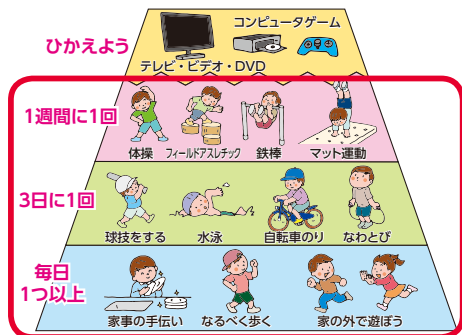 ひかえよう
コンピュータゲーム
テレビ・ビデオ・DVD
1週間に1回
体操 フィールドアスレチック 鉄棒 マット運動
3日に1回
球技をする 水泳 自転車のり なわとび
毎日
1つ以上
家事の手伝い なるべく歩く 家の外で遊ぼう